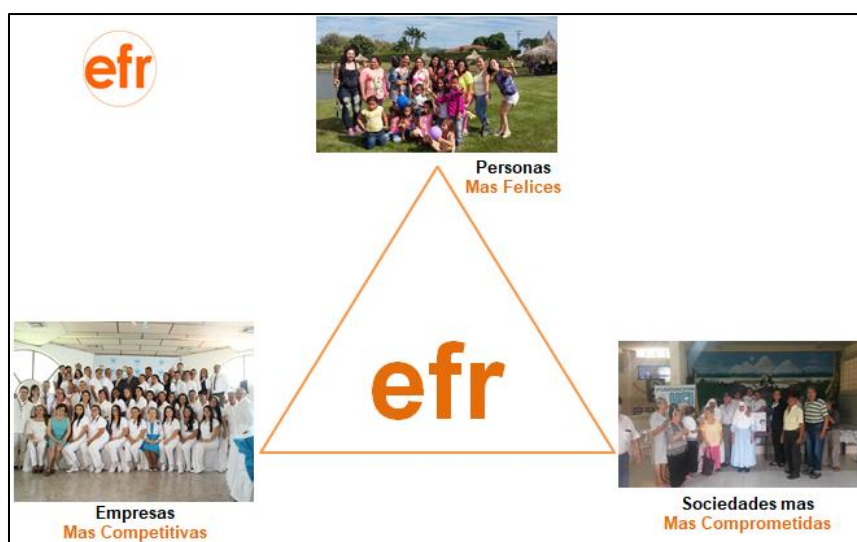 efr
Personas
Mas Felices
efr
Empresas
Mas Competitivas
Sociedades mas
Mas Comprometidas